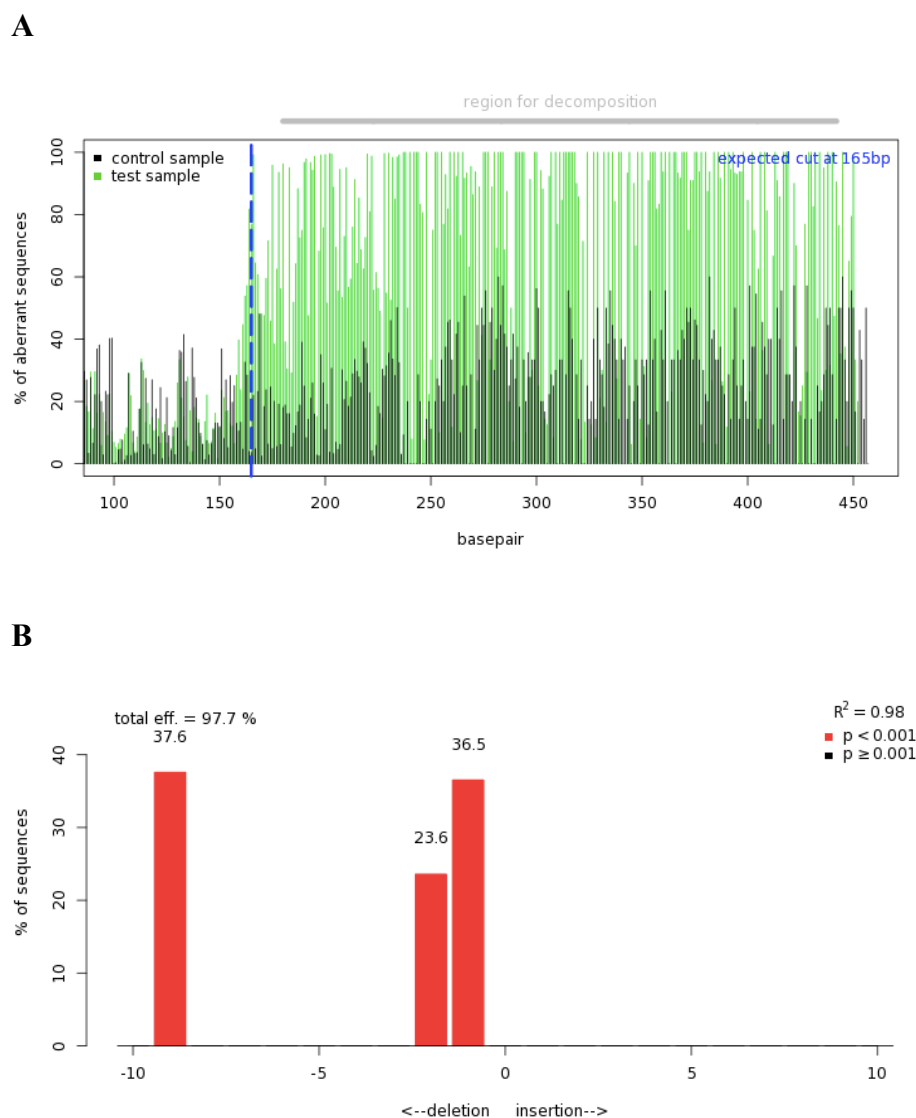 A
region for decomposition
100
80
60
40
20
0
% of aberrant sequences
control sample
test sample
expected cut at 165bp
100 150 200 250 300 350 400 450
basepair
B
total eff. = 97.7 %
37.6
23.6
36.5
R² = 0.98
p < 0.001
p ≥ 0.001
40
30
20
10
0
% of sequences
-10 -5 0 5 10
<--deletion insertion-->